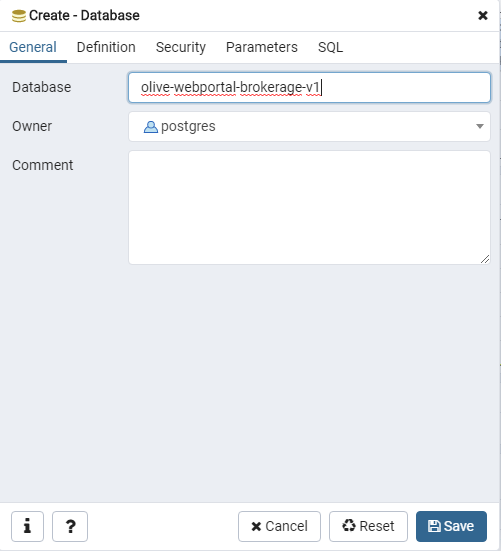 Create - Database
General Definition Security Parameters SQL
Database olive-webportal-brokerage-v1
Owner postgres
Comment
i ? Cancel Reset Save